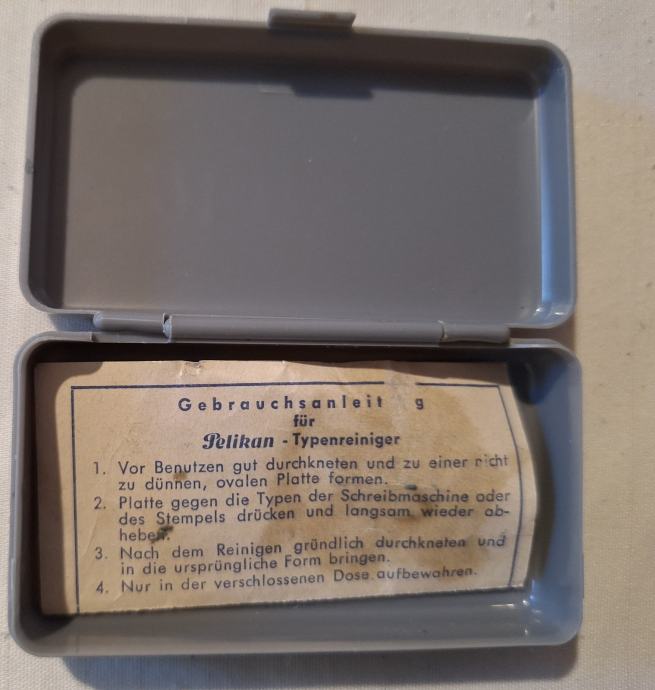 Gebrauchsanleit g
für
Pelikan - Typenreiniger
1. Vor Benutzen gut durchkneten und zu einer nicht
zu dünnen, ovalen Platte formen.
2. Platte gegen die Typen der Schreibmaschine oder
des Stempels drücken und langsam wieder ab-
heben.
3. Nach dem Reinigen gründlich durchkneten und
in die ursprüngliche Form bringen.
4. Nur in der verschlossenen Dose aufbewahren.